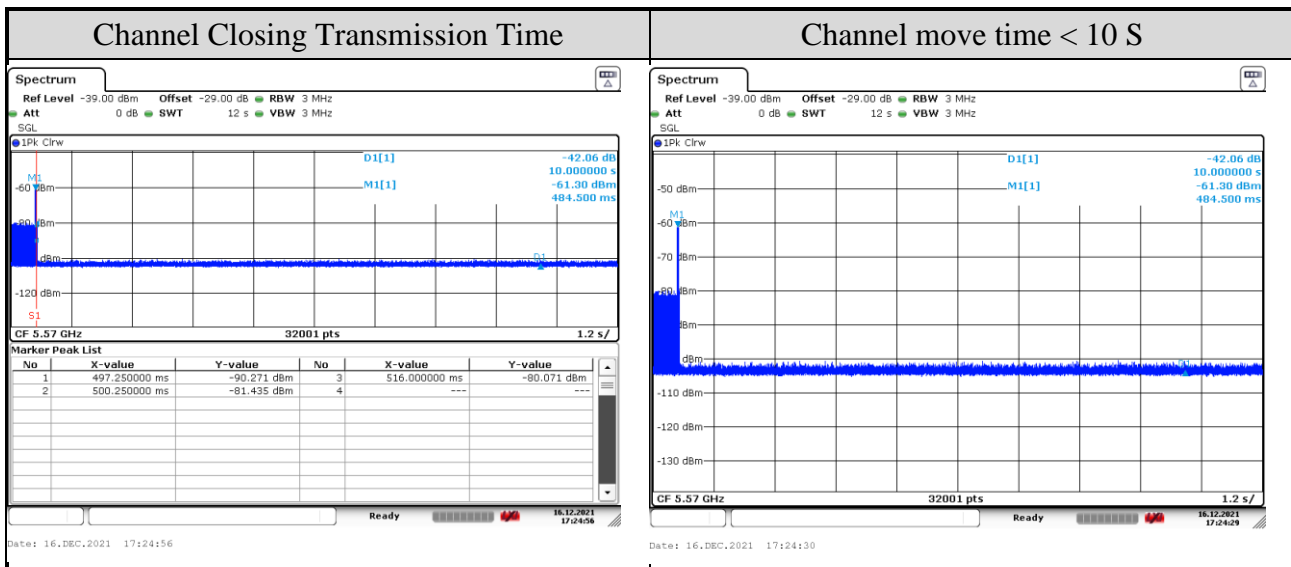 Channel Closing Transmission Time
Spectrum
Ref Level -39.00 dBm Offset -29.00 dB RBW 3 MHz
Att 0 dB SWT 12 s VBW 3 MHz
SGL
1Pk Clrw
D1[1] -42.06 dB
10.000000 s
M1[1] -61.30 dBm
484.500 ms
M1
-60 dBm
-90 dBm
dBm
D1
-120 dBm
S1
CF 5.57 GHz 32001 pts 1.2 s/
Marker Peak List
No X-value Y-value No X-value Y-value
1 497.250000 ms -90.271 dBm 3 516.000000 ms -80.071 dBm
2 500.250000 ms -81.435 dBm 4 --- ---
Ready 16.12.2021
17:24:56
Date: 16.DEC.2021 17:24:56
Channel move time < 10 S
Spectrum
Ref Level -39.00 dBm Offset -29.00 dB RBW 3 MHz
Att 0 dB SWT 12 s VBW 3 MHz
SGL
1Pk Clrw
D1[1] -42.06 dB
10.000000 s
-50 dBm
M1[1] -61.30 dBm
484.500 ms
M1
-60 dBm
-70 dBm
-80 dBm
dBm
dBm
D1
-110 dBm
-120 dBm
-130 dBm
CF 5.57 GHz 32001 pts 1.2 s/
Ready 16.12.2021
17:24:29
Date: 16.DEC.2021 17:24:30